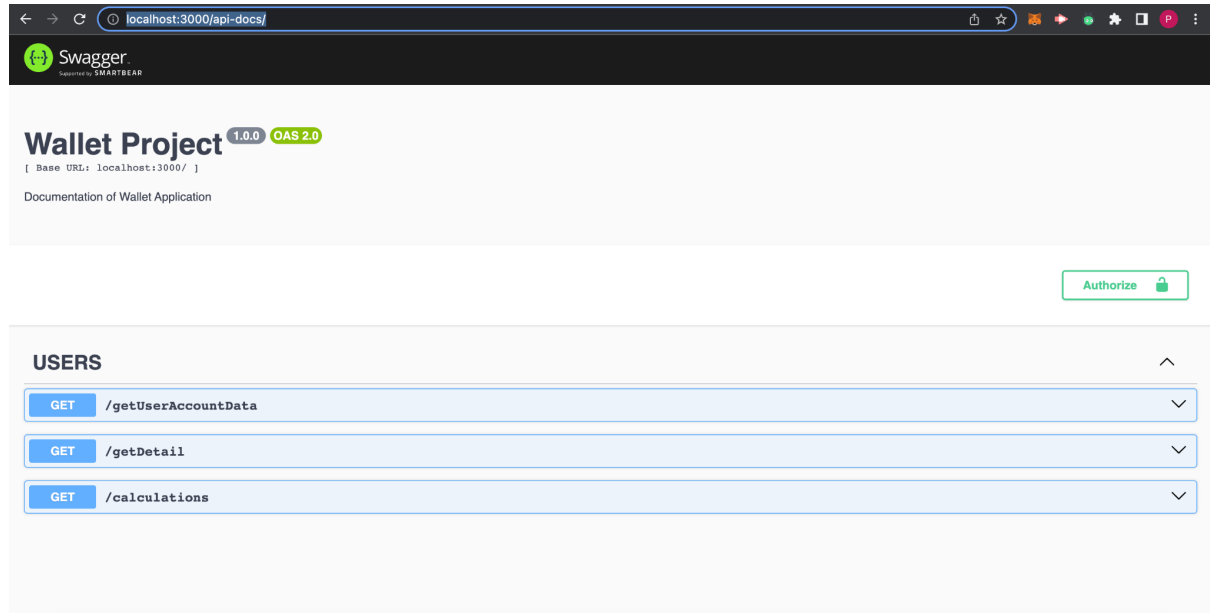 localhost:3000/api-docs/
P
{...} Swagger.
Supported by SMARTBEAR
Wallet Project 1.0.0 OAS 2.0
[ Base URL: localhost:3000/ ]
Documentation of Wallet Application
Authorize
USERS
GET /getUserAccountData
GET /getDetail
GET /calculations